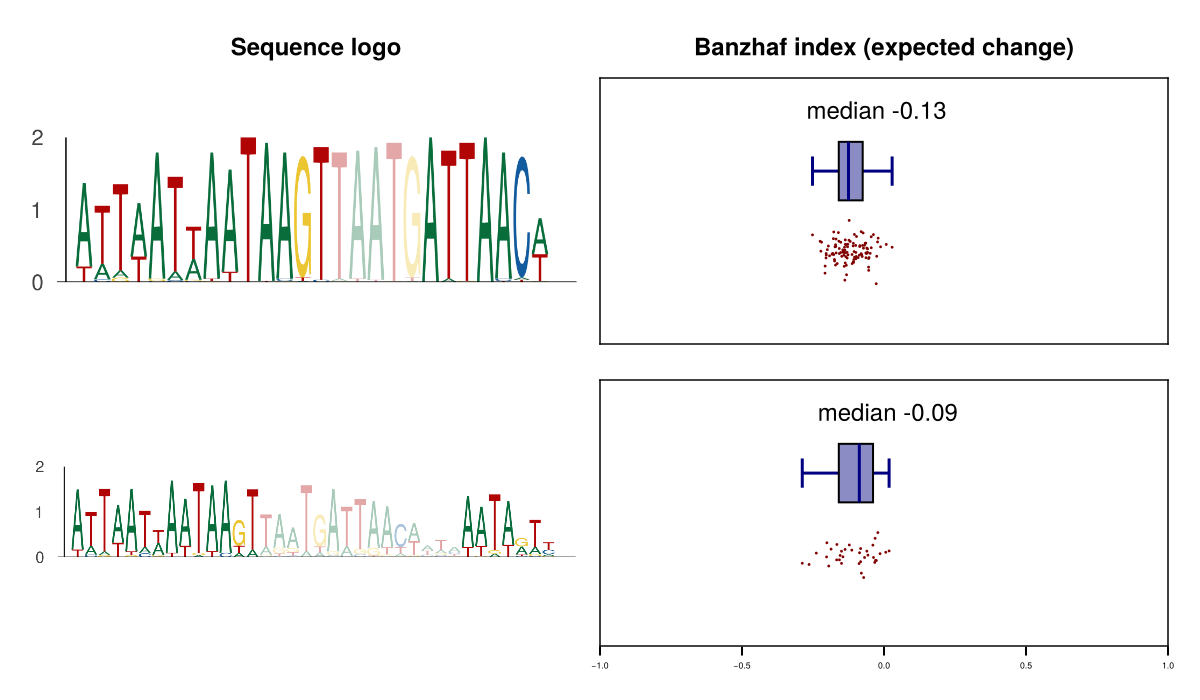 Sequence logo
Banzhaf index (expected change)
median -0.13
2
1
0
ATTAATTAATAAGTTAATGATTAACA
median -0.09
2
1
0
−1.0
−0.5
0.0
0.5
1.0